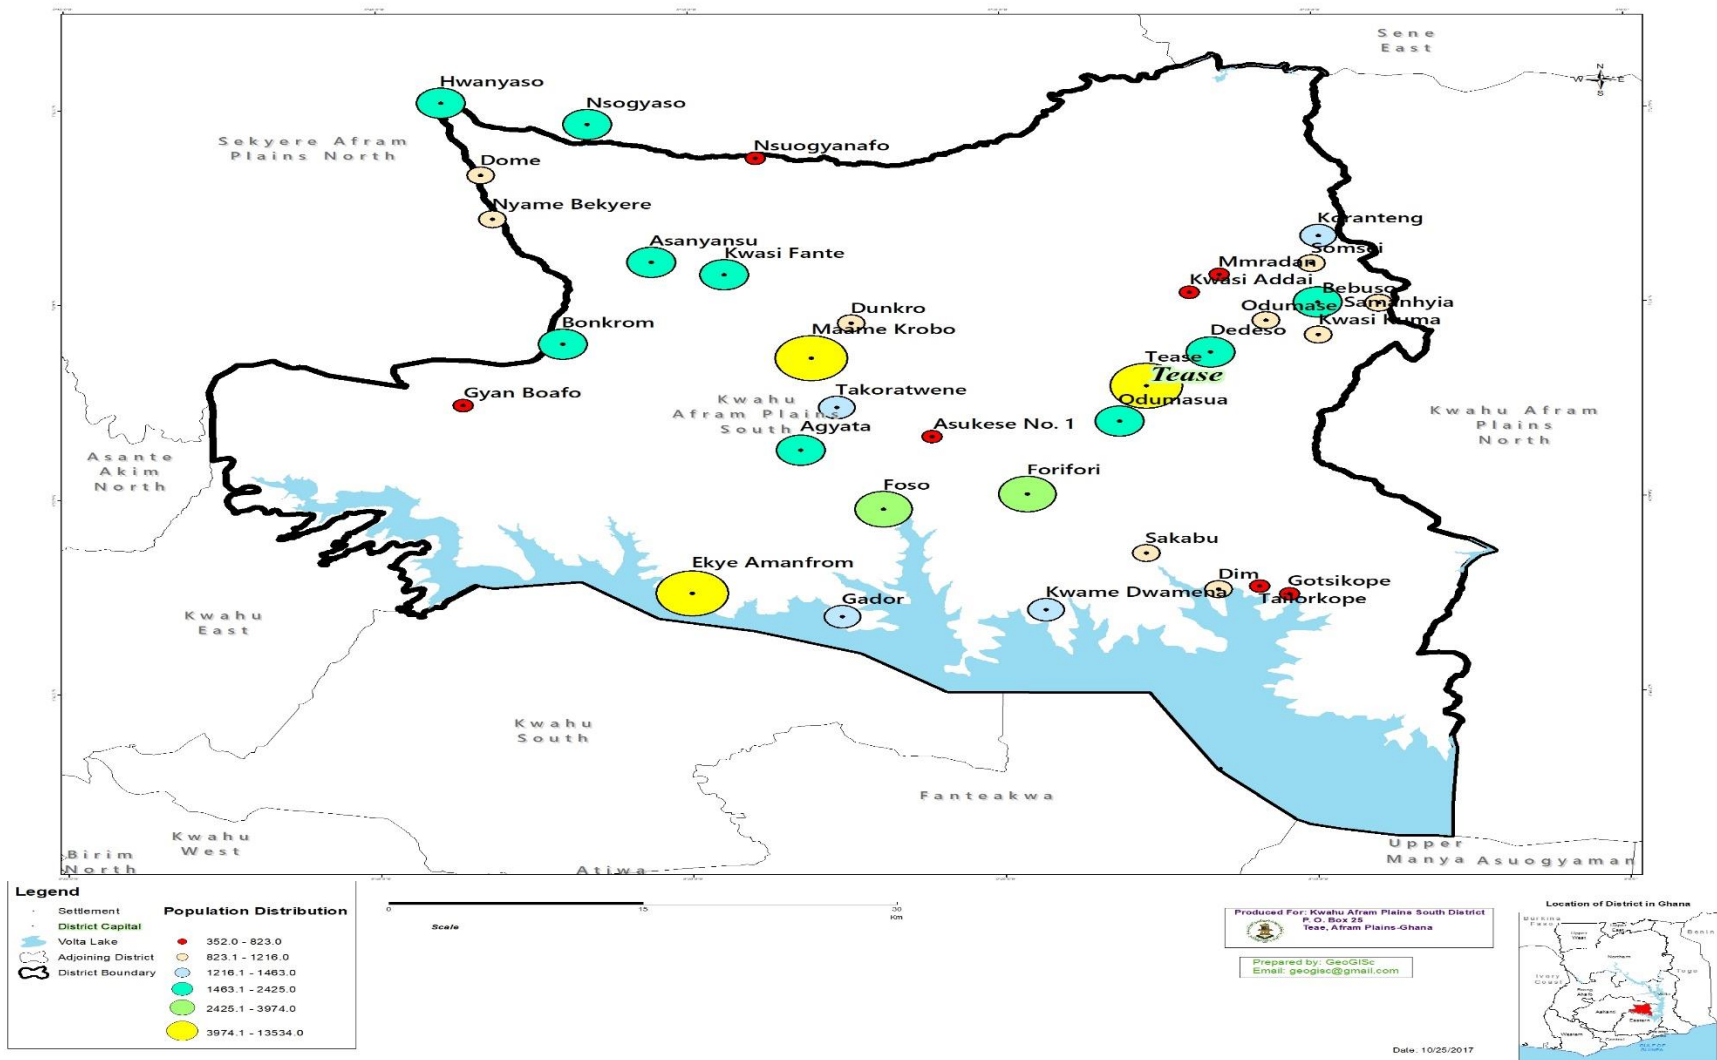 Sene
East
Hwanyaso
Nsogyaso
Sekyere Afram
Plains North
Nsuogyanafo
Dome
Nyame Bekyere
Koranteng
Asanyansu
Somsei
Kwasi Fante
Mmradan
Kwasi Addai
Bebuso
Samanhyia
Odumase
Dunkro
Kwasi Kuma
Bonkrom
Maame Krobo
Dedeso
Tease
Tease
Gyan Boafo
Takoratwene
Kwahu
Afram Plains
South
Odumasua
Kwahu Afram
Plains
North
Agyata
Asukese No. 1
Asante
Akim
North
Forifori
Foso
Sakabu
Ekye Amanfrom
Dim
Gotsikope
Kwame Dwamena
Tailorkope
Gador
Kwahu
East
Kwahu
South
Fanteakwa
Kwahu
West
Birim
North
Atiwa
Upper
Manya
Asuogyaman
N
W
E
S
Legend
Settlement
District Capital
Volta Lake
Adjoining District
District Boundary
Population Distribution
352.0 - 823.0
823.1 - 1216.0
1216.1 - 1463.0
1463.1 - 2425.0
2425.1 - 3974.0
3974.1 - 13534.0
0
15
30
Km
Scale
Produced For: Kwahu Afram Plains South District
P. O. Box 25
Teae, Afram Plains-Ghana
Prepared by: GeoGISc
Email: geogisc@gmail.com
Location of District in Ghana
Togo
Date: 10/25/2017